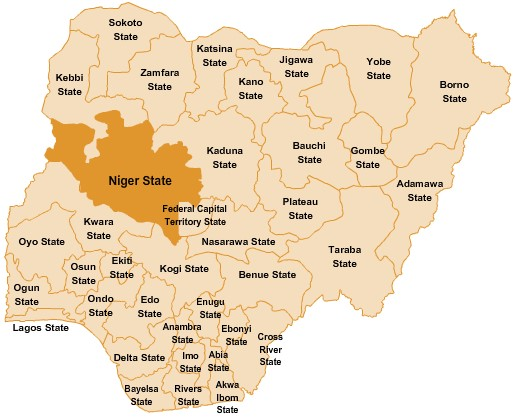 Sokoto
State
Katsina
State
Jigawa
State
Yobe
State
Kebbi
State
Zamfara
State
Kano
State
Borno
State
Kaduna
State
Bauchi
State
Gombe
State
Niger State
Adamawa
State
Federal Capital
Territory State
Plateau
State
Kwara
State
Oyo State
Nasarawa State
Taraba
State
Osun
State
Ekiti
State
Kogi State
Benue State
Ogun
State
Ondo
State
Edo
State
Enugu
State
Lagos State
Anambra
State
Ebonyi
State
Cross
River
State
Delta State
Imo
State
Abia
State
Bayelsa
State
Rivers
State
Akwa
Ibom
State